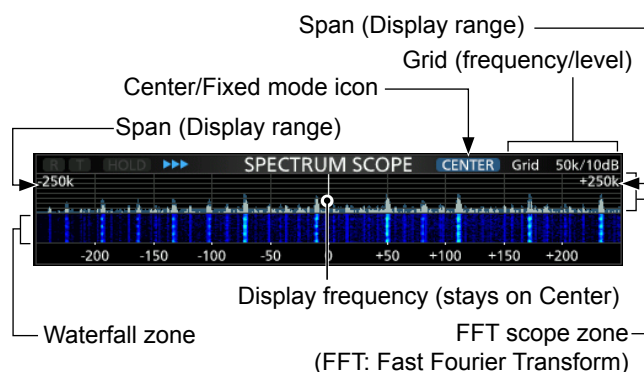 Span (Display range)
Grid (frequency/level)
Center/Fixed mode icon
Span (Display range)
R T HOLD SPECTRUM SCOPE CENTER Grid 50k/10dB
-250k +250k
-200 -150 -100 -50 0 +50 +100 +150 +200
Display frequency (stays on Center)
Waterfall zone
FFT scope zone
(FFT: Fast Fourier Transform)